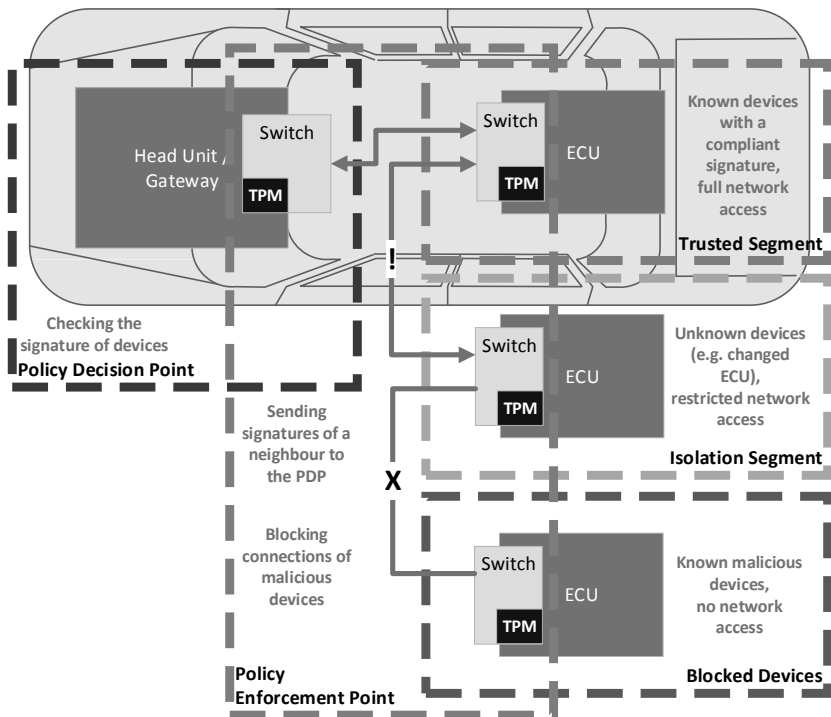 Head Unit /
Gateway
Switch
TPM
Switch
TPM
ECU
Known devices
with a
compliant
signature,
full network
access
Trusted Segment
!
Checking the
signature of devices
Policy Decision Point
Switch
TPM
ECU
Unknown devices
(e.g. changed
ECU),
restricted network
access
Isolation Segment
Sending
signatures of a
neighbour to
the PDP
X
Blocking
connections of
malicious
devices
Switch
TPM
ECU
Known malicious
devices,
no network
access
Blocked Devices
Policy
Enforcement Point